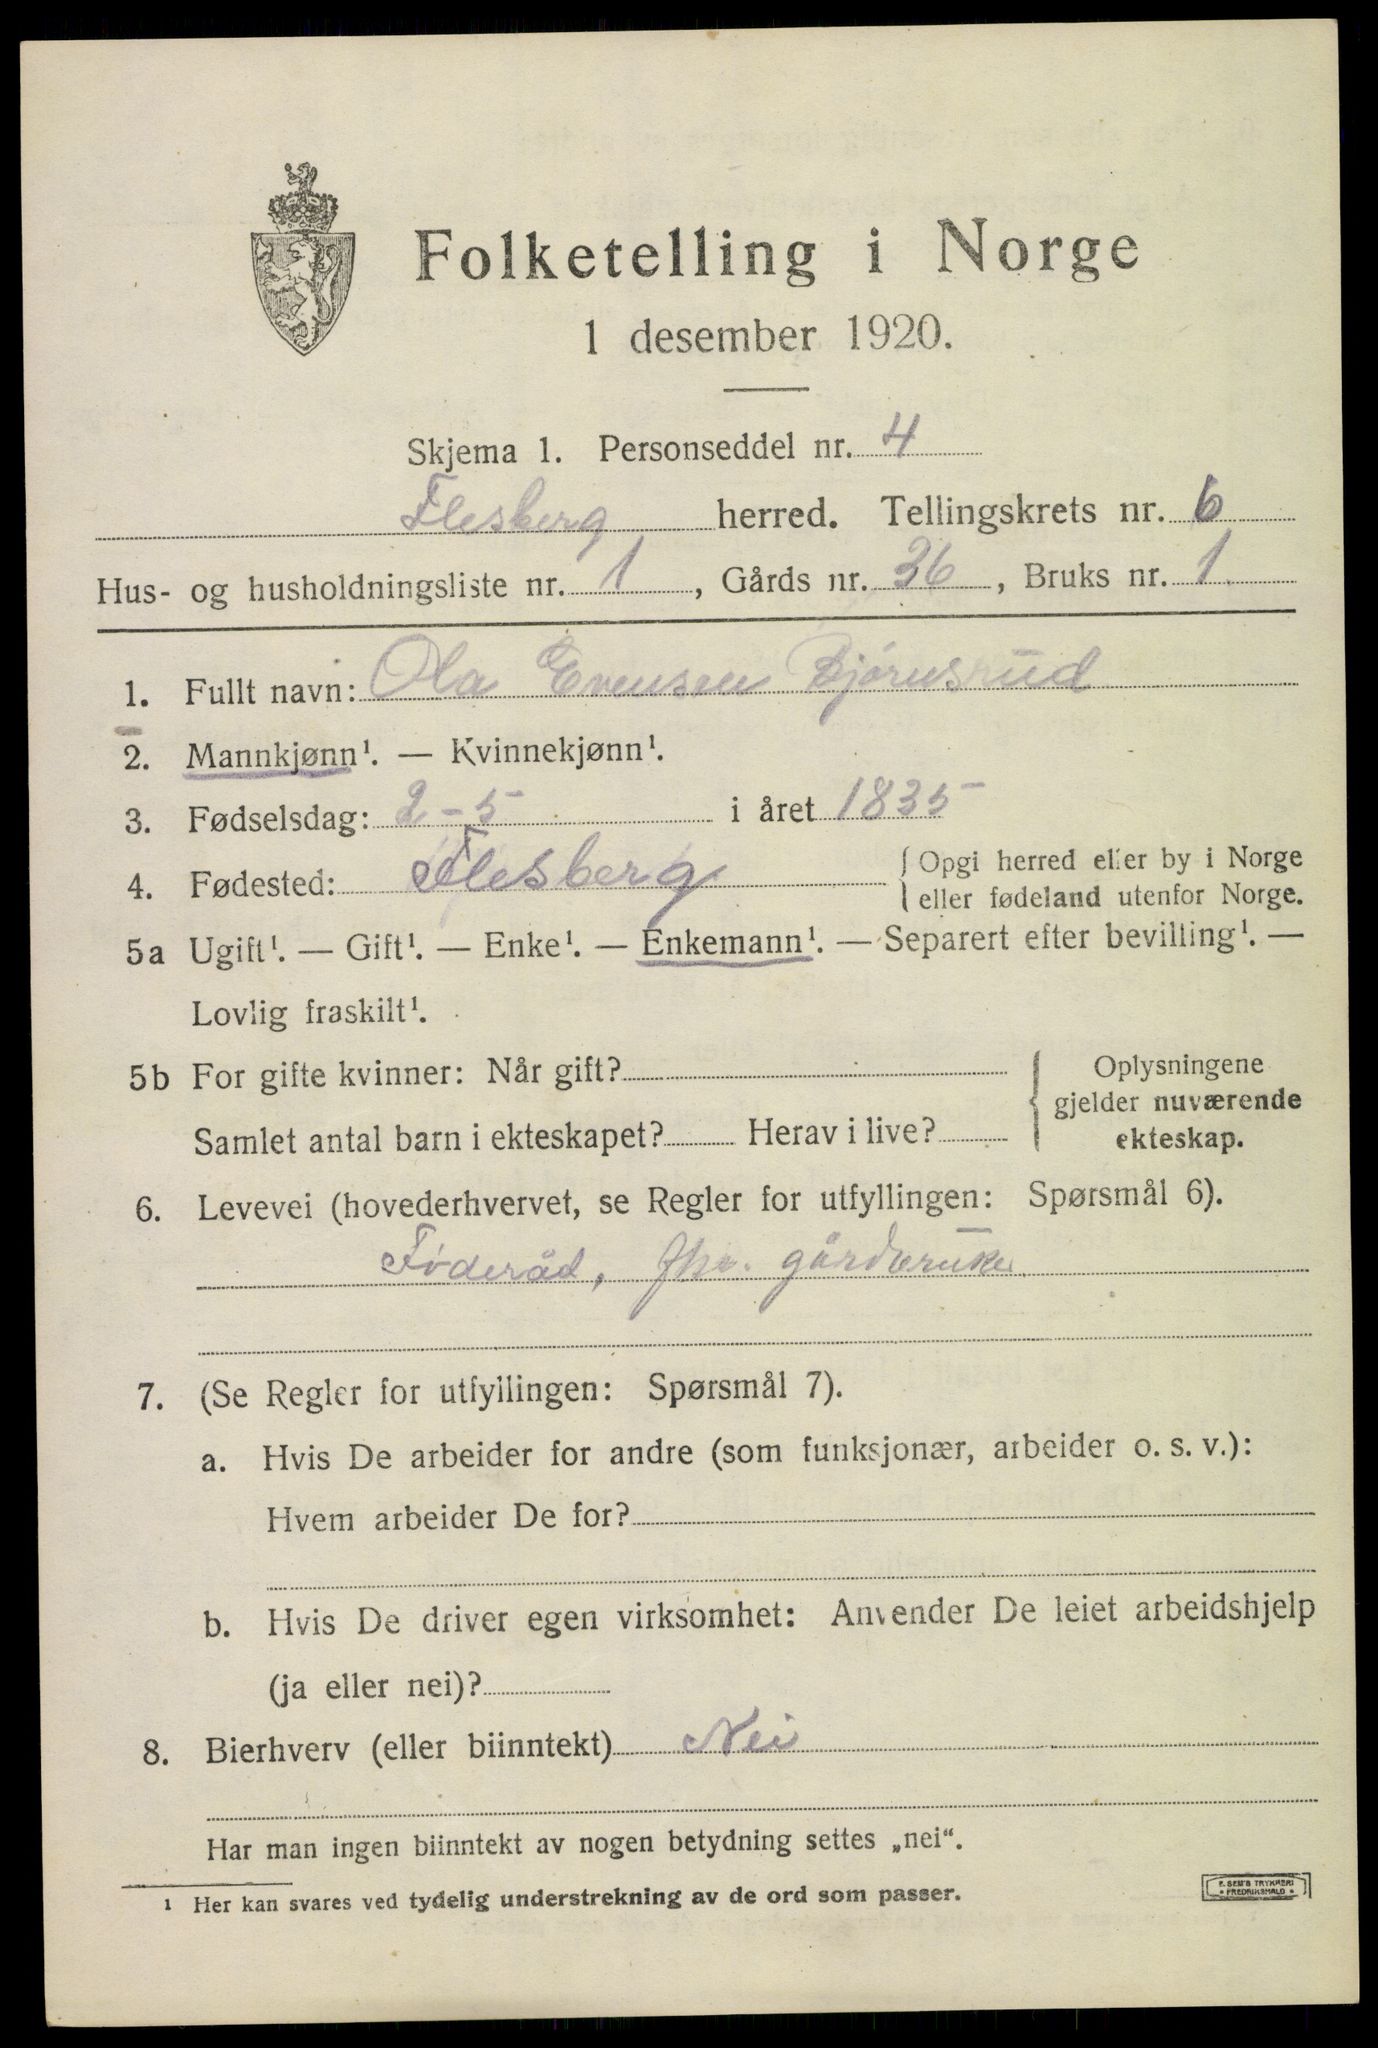 Folketelling i Norge
1 desember 1920.
Skjema 1. Personseddel nr. 4
Flesberg herred. Tellingskrets nr. 6
Hus- og husholdningsliste nr. 1, Gårds nr. 36, Bruks nr. 1.
1. Fullt navn: Ola Evensen Bjørnsrud
2. Mannkjønn¹. — Kvinnekjønn¹.
3. Fødselsdag: 2-5 i året 1835
4. Fødested: Flesberg {Opgi herred eller by i Norge
eller fødeland utenfor Norge.
5a Ugift¹. — Gift¹. — Enke¹. — Enkemann¹. — Separert efter bevilling¹. —
Lovlig fraskilt¹.
5b For gifte kvinner: Når gift? { Oplysningene
gjelder nuværende
Samlet antal barn i ekteskapet? Herav i live? ekteskap.
6. Levevei (hovederhvervet, se Regler for utfyllingen: Spørsmål 6).
Føderåd, fhv. gårdbruker
7. (Se Regler for utfyllingen: Spørsmål 7).
a. Hvis De arbeider for andre (som funksjonær, arbeider o. s. v.):
Hvem arbeider De for?
b. Hvis De driver egen virksomhet: Anvender De leiet arbeidshjelp
(ja eller nei)?
8. Bierhverv (eller biinntekt) Nei
Har man ingen biinntekt av nogen betydning settes „nei“.
¹ Her kan svares ved tydelig understrekning av de ord som passer.
E. SEM'S TRYKKERI
• FREDRIKSHALD •